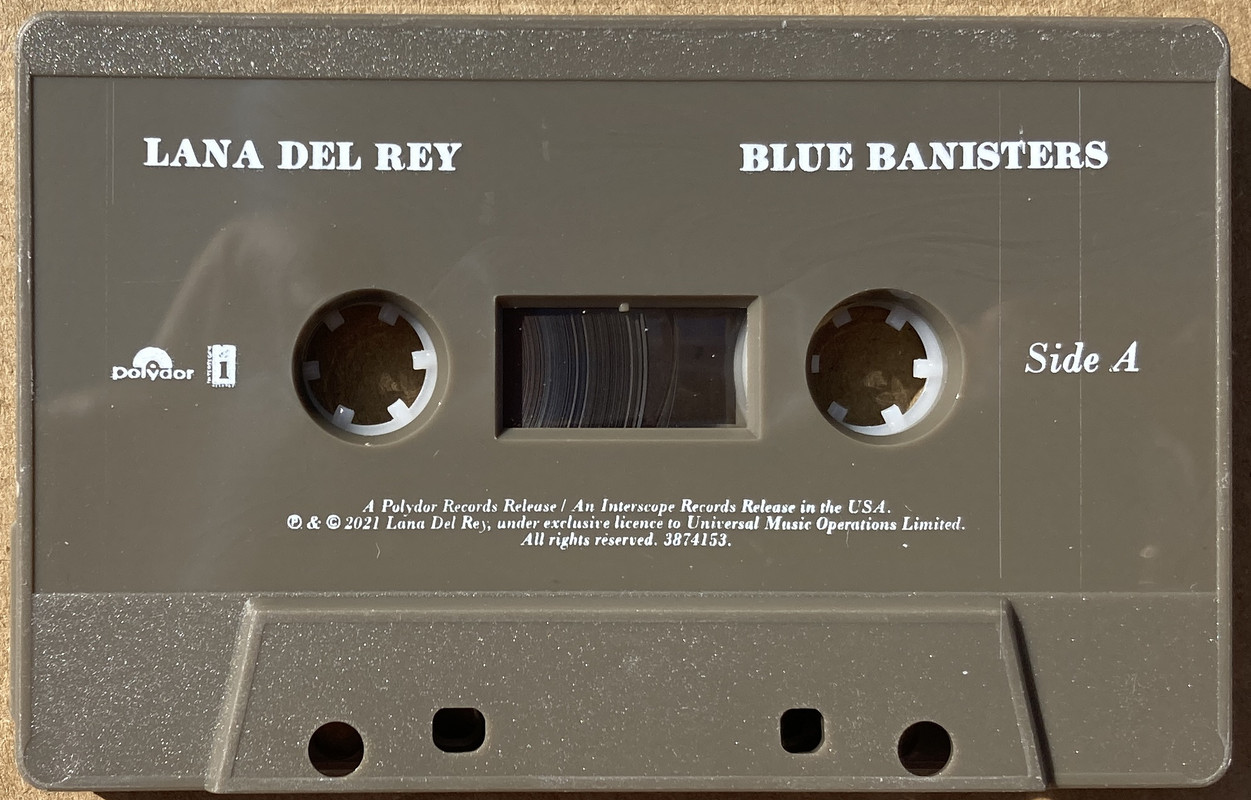 LANA DEL REY
BLUE BANISTERS
polydor
1
Side A
A Polydor Records Release / An Interscope Records Release in the USA.
℗ & © 2021 Lana Del Rey, under exclusive licence to Universal Music Operations Limited.
All rights reserved. 3874153.